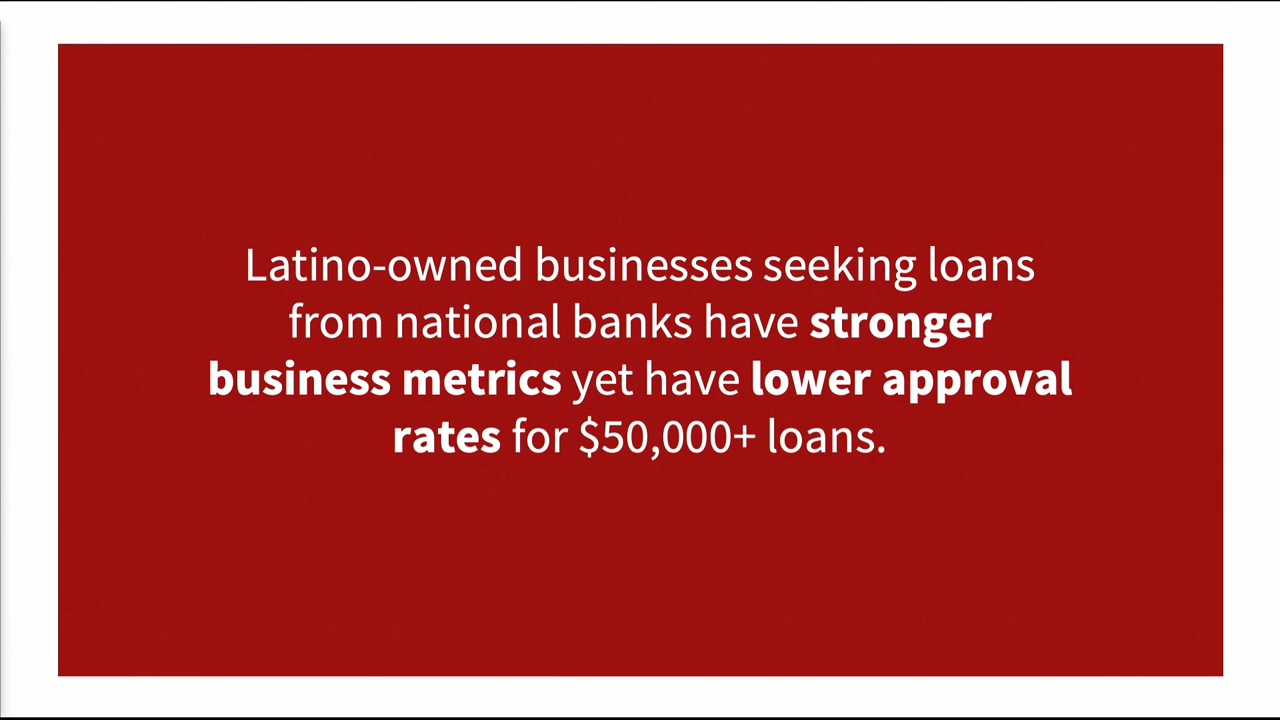 Latino-owned businesses seeking loans
from national banks have stronger
business metrics yet have lower approval
rates for $50,000+ loans.